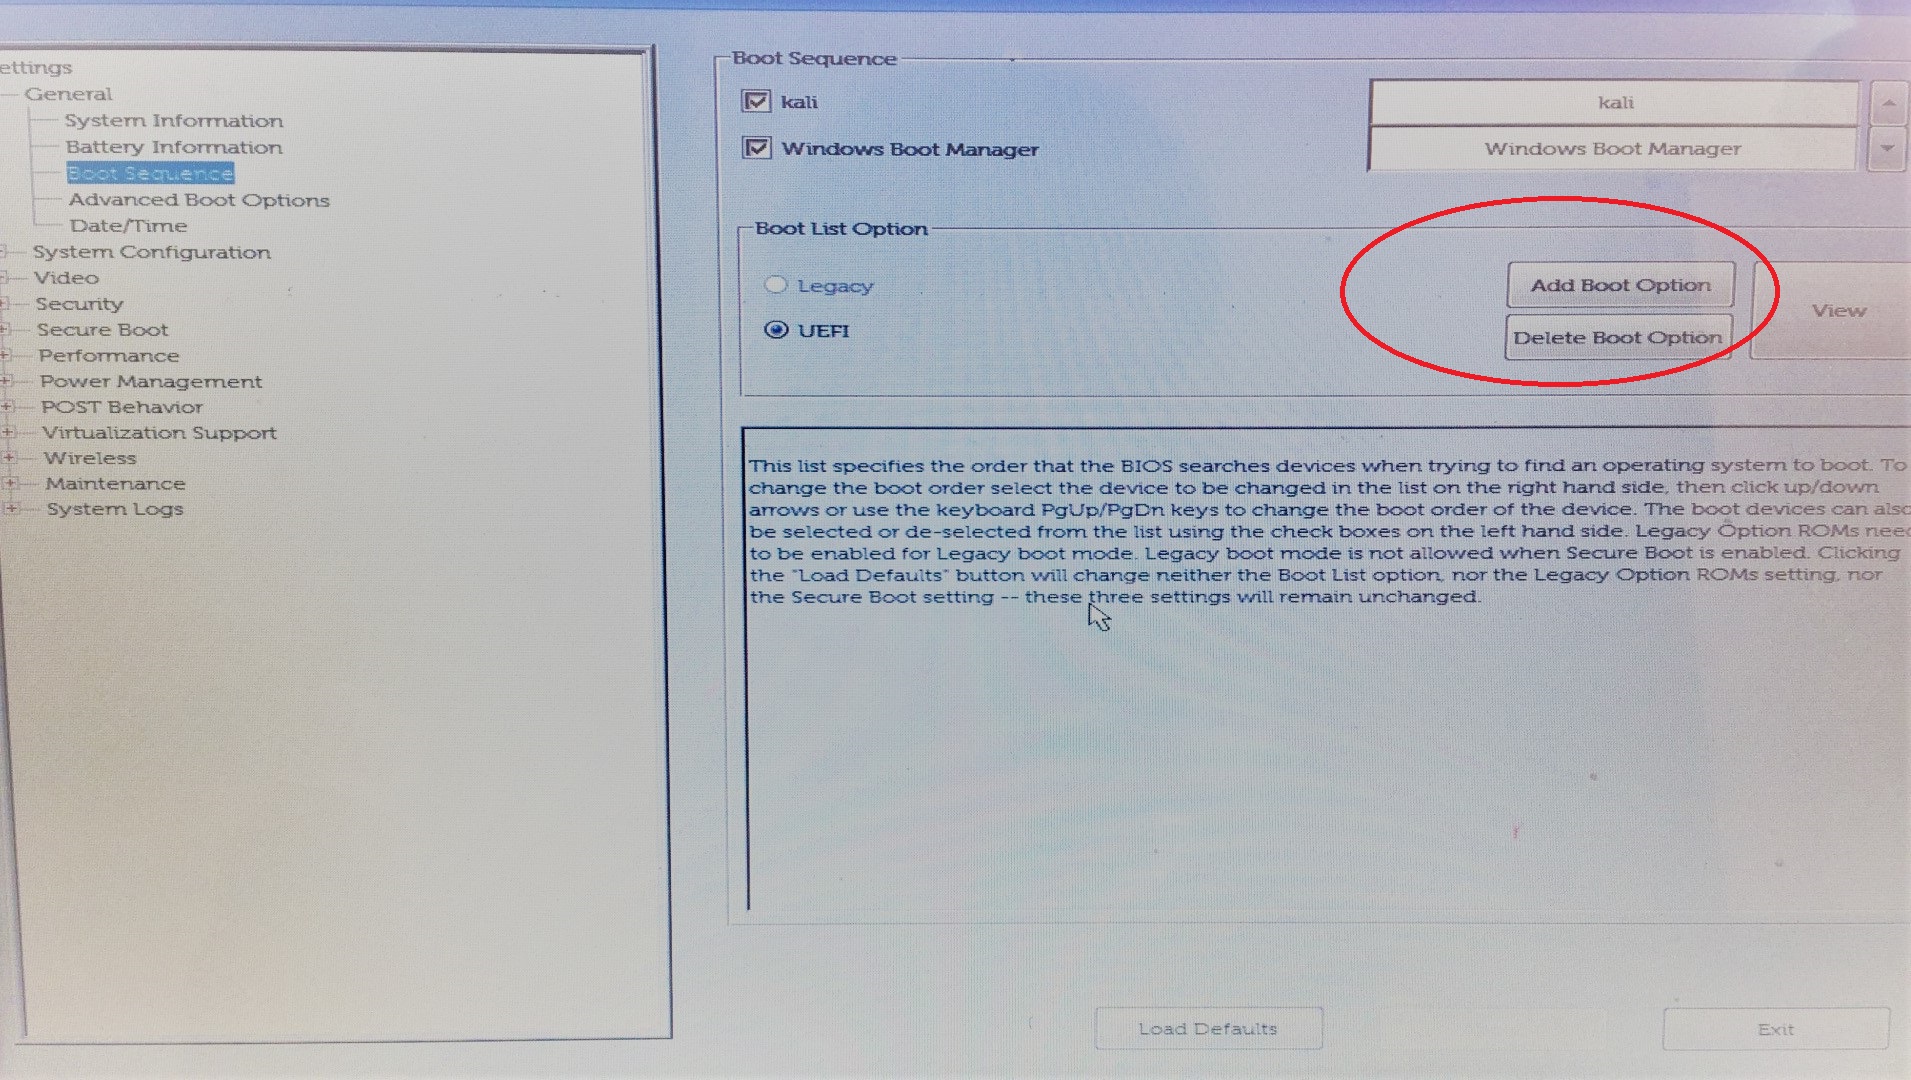 ettings
General
System Information
Battery Information
Boot Sequence
Advanced Boot Options
Date/Time
System Configuration
Video
Security
Secure Boot
Performance
Power Management
POST Behavior
Virtualization Support
Wireless
Maintenance
System Logs
Boot Sequence
kali
Windows Boot Manager
kali
Windows Boot Manager
Boot List Option
Legacy
UEFI
Add Boot Option
Delete Boot Option
View
This list specifies the order that the BIOS searches devices when trying to find an operating system to boot. To
change the boot order select the device to be changed in the list on the right hand side, then click up/down
arrows or use the keyboard PgUp/PgDn keys to change the boot order of the device. The boot devices can also
be selected or de-selected from the list using the check boxes on the left hand side. Legacy Option ROMs nee
to be enabled for Legacy boot mode. Legacy boot mode is not allowed when Secure Boot is enabled. Clicking
the "Load Defaults" button will change neither the Boot List option, nor the Legacy Option ROMs setting, nor
the Secure Boot setting -- these three settings will remain unchanged.
Load Defaults
Exit